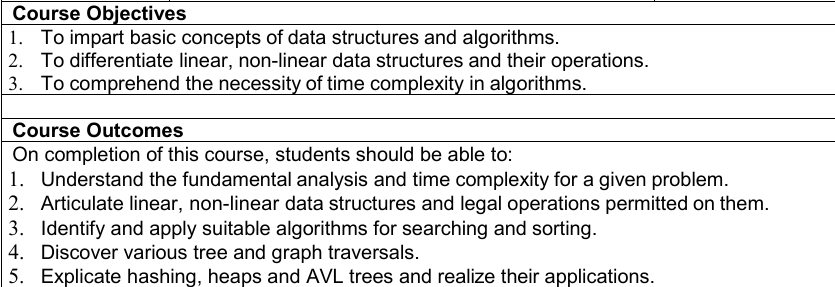 Course Objectives
1. To impart basic concepts of data structures and algorithms.
2. To differentiate linear, non-linear data structures and their operations.
3. To comprehend the necessity of time complexity in algorithms.
Course Outcomes
On completion of this course, students should be able to:
1. Understand the fundamental analysis and time complexity for a given problem.
2. Articulate linear, non-linear data structures and legal operations permitted on them.
3. Identify and apply suitable algorithms for searching and sorting.
4. Discover various tree and graph traversals.
5. Explicate hashing, heaps and AVL trees and realize their applications.